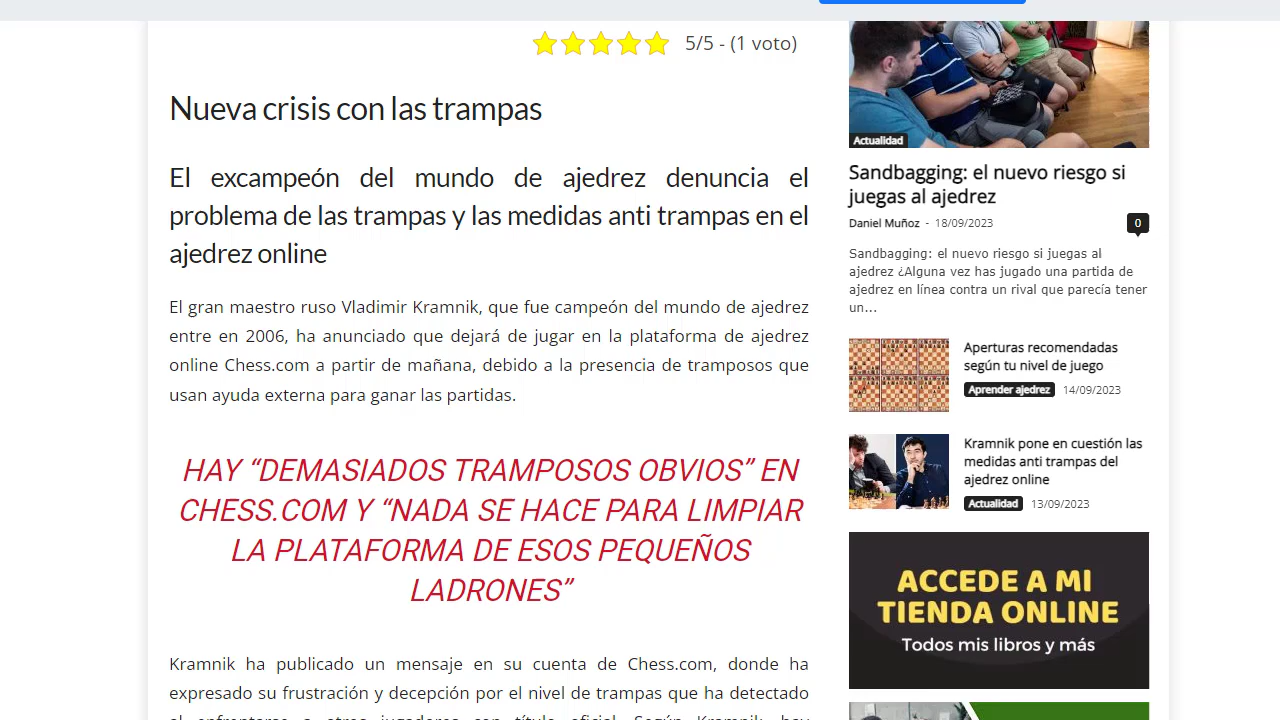 5/5 - (1 voto)
Nueva crisis con las trampas
El excampeón del mundo de ajedrez denuncia el
problema de las trampas y las medidas anti trampas en el
ajedrez online
El gran maestro ruso Vladimir Kramnik, que fue campeón del mundo de ajedrez
entre en 2006, ha anunciado que dejará de jugar en la plataforma de ajedrez
online Chess.com a partir de mañana, debido a la presencia de tramposos que
usan ayuda externa para ganar las partidas.
HAY “DEMASIADOS TRAMPOSOS OBVIOS” EN
CHESS.COM Y “NADA SE HACE PARA LIMPIAR
LA PLATAFORMA DE ESOS PEQUEÑOS
LADRONES”
Kramnik ha publicado un mensaje en su cuenta de Chess.com, donde ha
expresado su frustración y decepción por el nivel de trampas que ha detectado
al enfrentarse a otros jugadores con título oficial. Según Kramnik, hay
Actualidad
Sandbagging: el nuevo riesgo si
juegas al ajedrez
Daniel Muñoz - 18/09/2023
0
Sandbagging: el nuevo riesgo si juegas al
ajedrez ¿Alguna vez has jugado una partida de
ajedrez en línea contra un rival que parecía tener
un...
Aperturas recomendadas
según tu nivel de juego
Aprender ajedrez 14/09/2023
Kramnik pone en cuestión las
medidas anti trampas del
ajedrez online
Actualidad 13/09/2023
ACCEDE A MI
TIENDA ONLINE
Todos mis libros y más